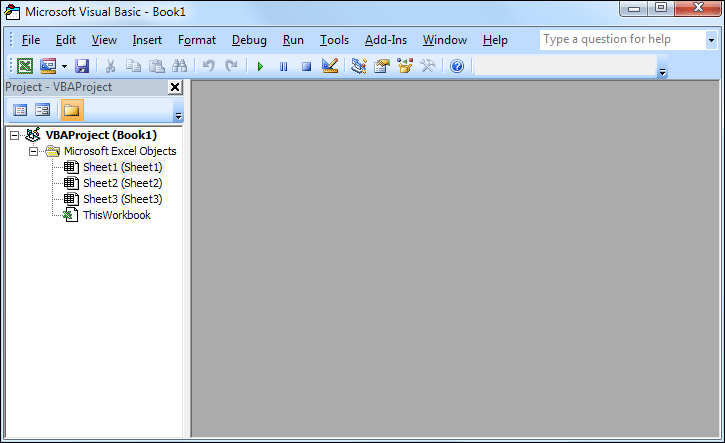 Microsoft Visual Basic - Book1
File Edit View Insert Format Debug Run Tools Add-Ins Window Help Type a question for help
Project - VBAProject
VBAProject (Book1)
Microsoft Excel Objects
Sheet1 (Sheet1)
Sheet2 (Sheet2)
Sheet3 (Sheet3)
ThisWorkbook